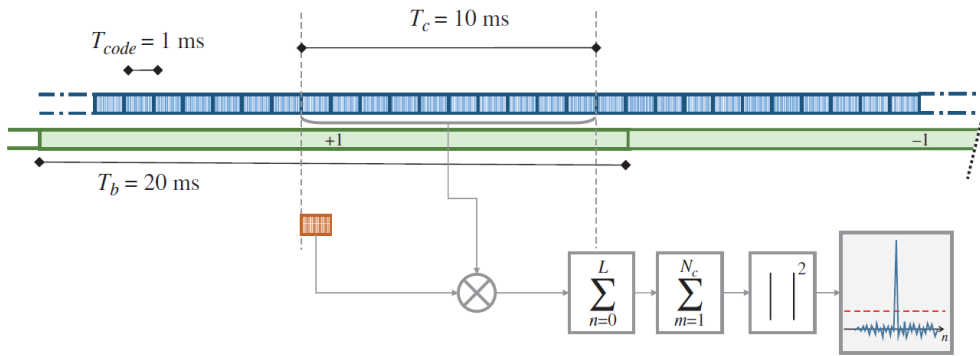 T_c = 10 ms
T_code = 1 ms
+1
−1
T_b = 20 ms
L
∑
n=0
N_c
∑
m=1
| |²
n